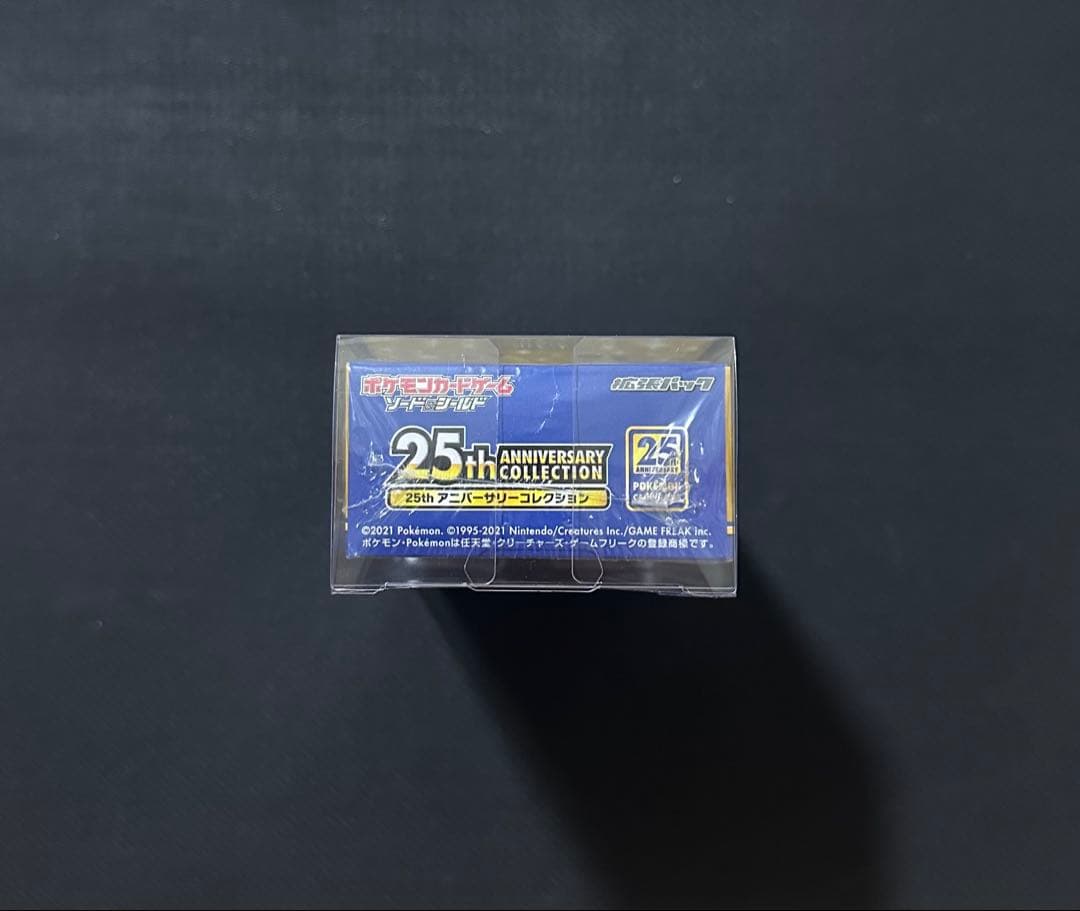 ポケモンカードゲーム
ソード&シールド
拡張パック
25th ANNIVERSARY COLLECTION
25th アニバーサリーコレクション
25
ANNIVERSARY
POKÉMON
©2021 Pokémon. ©1995-2021 Nintendo/Creatures Inc./GAME FREAK inc.
ポケモン・Pokémonは任天堂・クリーチャーズ・ゲームフリークの登録商標です。